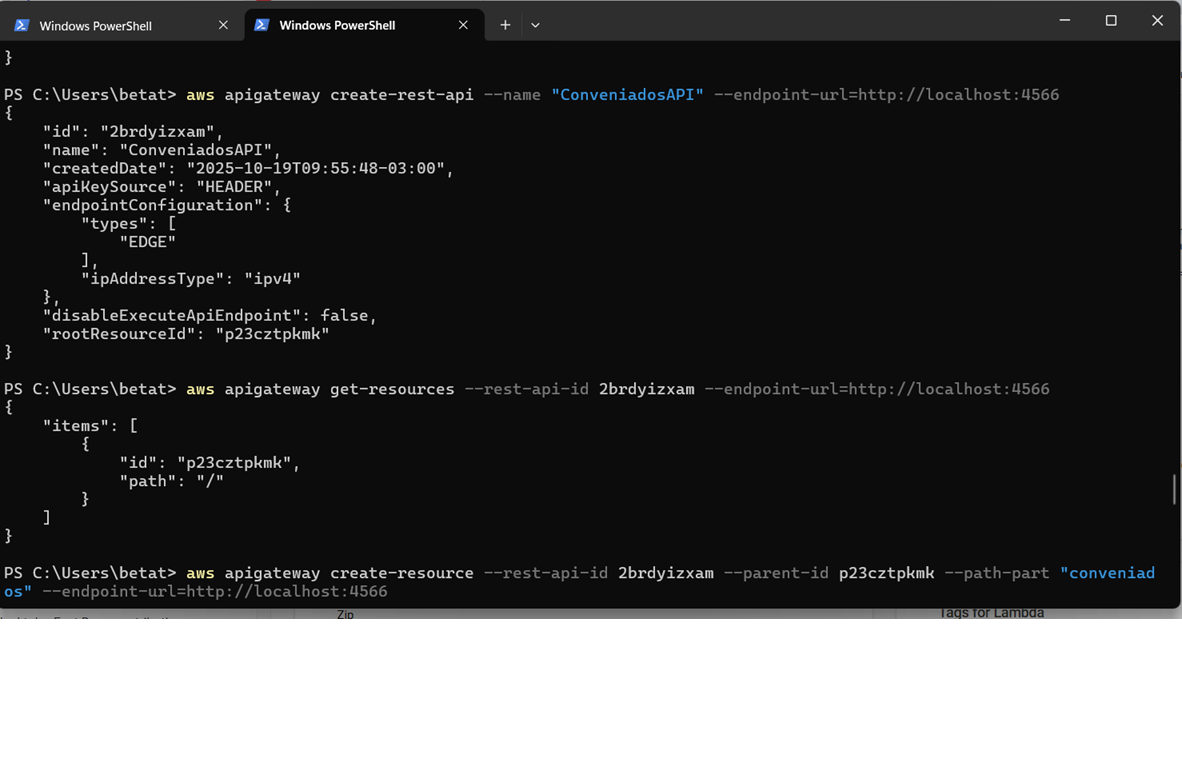 Windows PowerShell
Windows PowerShell
}
PS C:\Users\betat> aws apigateway create-rest-api --name "ConveniadosAPI" --endpoint-url=http://localhost:4566
{
    "id": "2brdyizxam",
    "name": "ConveniadosAPI",
    "createdDate": "2025-10-19T09:55:48-03:00",
    "apiKeySource": "HEADER",
    "endpointConfiguration": {
        "types": [
            "EDGE"
        ],
        "ipAddressType": "ipv4"
    },
    "disableExecuteApiEndpoint": false,
    "rootResourceId": "p23cztpkmk"
}
PS C:\Users\betat> aws apigateway get-resources --rest-api-id 2brdyizxam --endpoint-url=http://localhost:4566
{
    "items": [
        {
            "id": "p23cztpkmk",
            "path": "/"
        }
    ]
}
PS C:\Users\betat> aws apigateway create-resource --rest-api-id 2brdyizxam --parent-id p23cztpkmk --path-part "conveniad
os" --endpoint-url=http://localhost:4566
Zip
Tags for Lambda